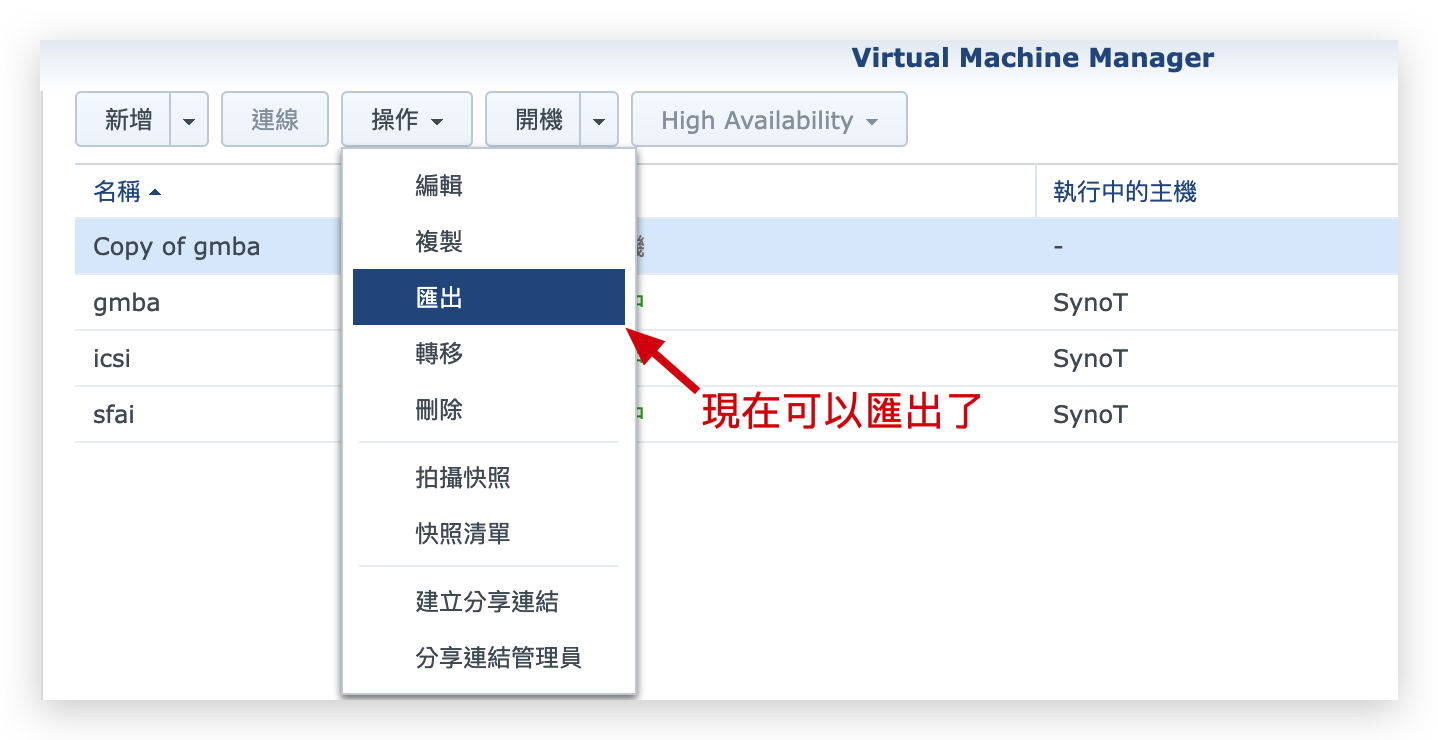 Virtual Machine Manager
新增 連線 操作 開機 High Availability
名稱 執行中的主機
Copy of gmba -
gmba SynoT
icsi SynoT
sfai SynoT
編輯
複製
匯出
轉移
刪除
拍攝快照
快照清單
建立分享連結
分享連結管理員
現在可以匯出了